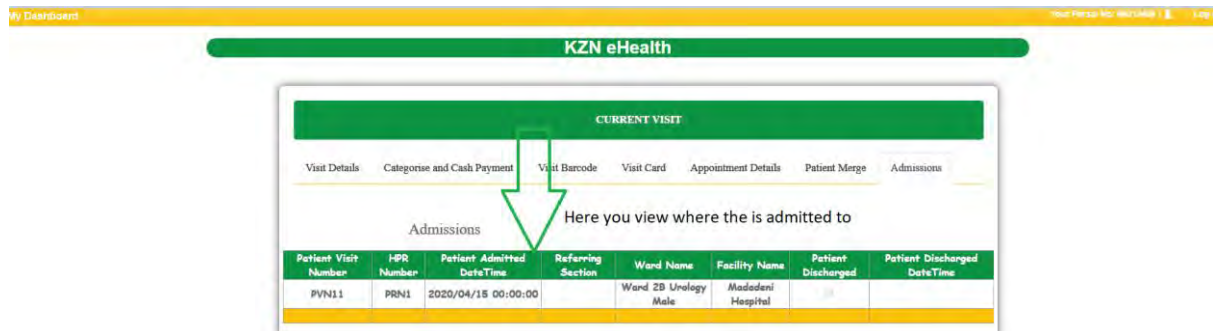 My Dashboard
KZN eHealth
CURRENT VISIT
Visit Details Categorise and Cash Payment Visit Barcode Visit Card Appointment Details Patient Merge Admissions
Here you view where the is admitted to
Admissions
Patient Visit Number HPR Number Patient Admitted DateTime Referring Section Ward Name Facility Name Patient Discharged Patient Discharged DateTime
PVN11 PRN1 2020/04/15 00:00:00 Ward 2B Urology Male Madadeni Hospital